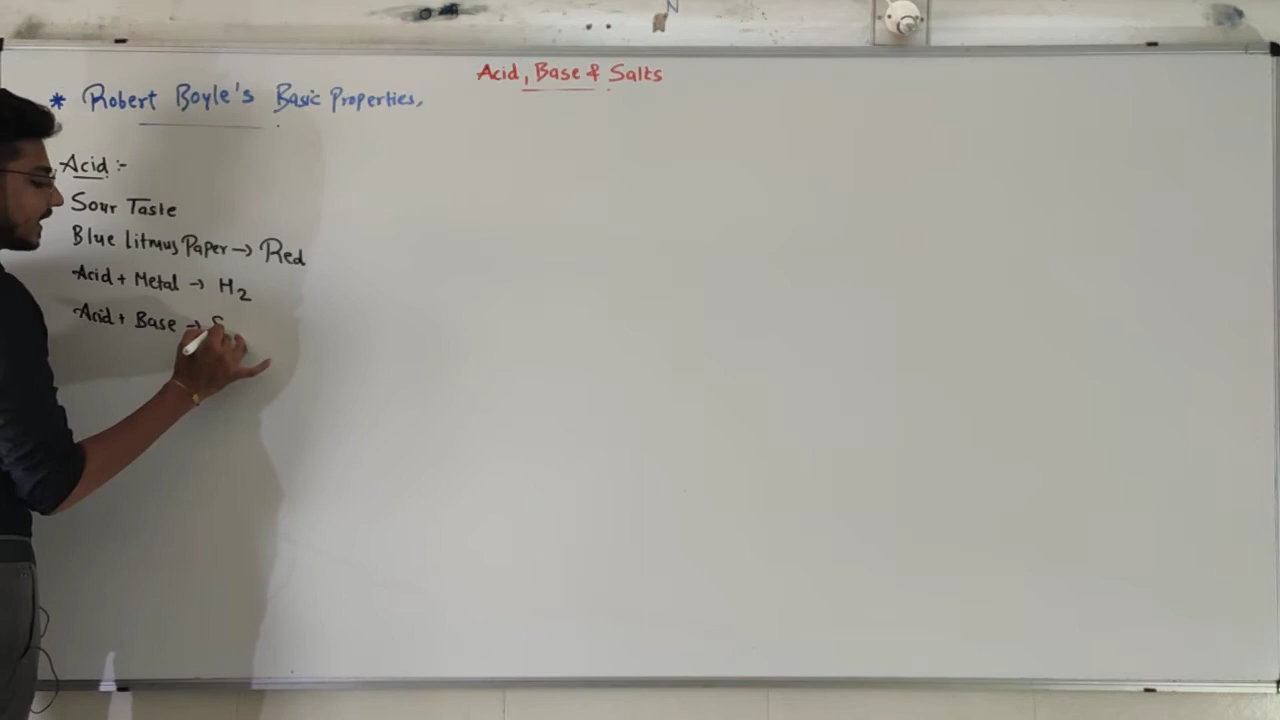 Acid, Base & Salts
* Robert Boyle's Basic Properties,
Acid :-
Sour Taste
Blue Litmus Paper → Red
Acid + Metal → H2
Acid + Base → S